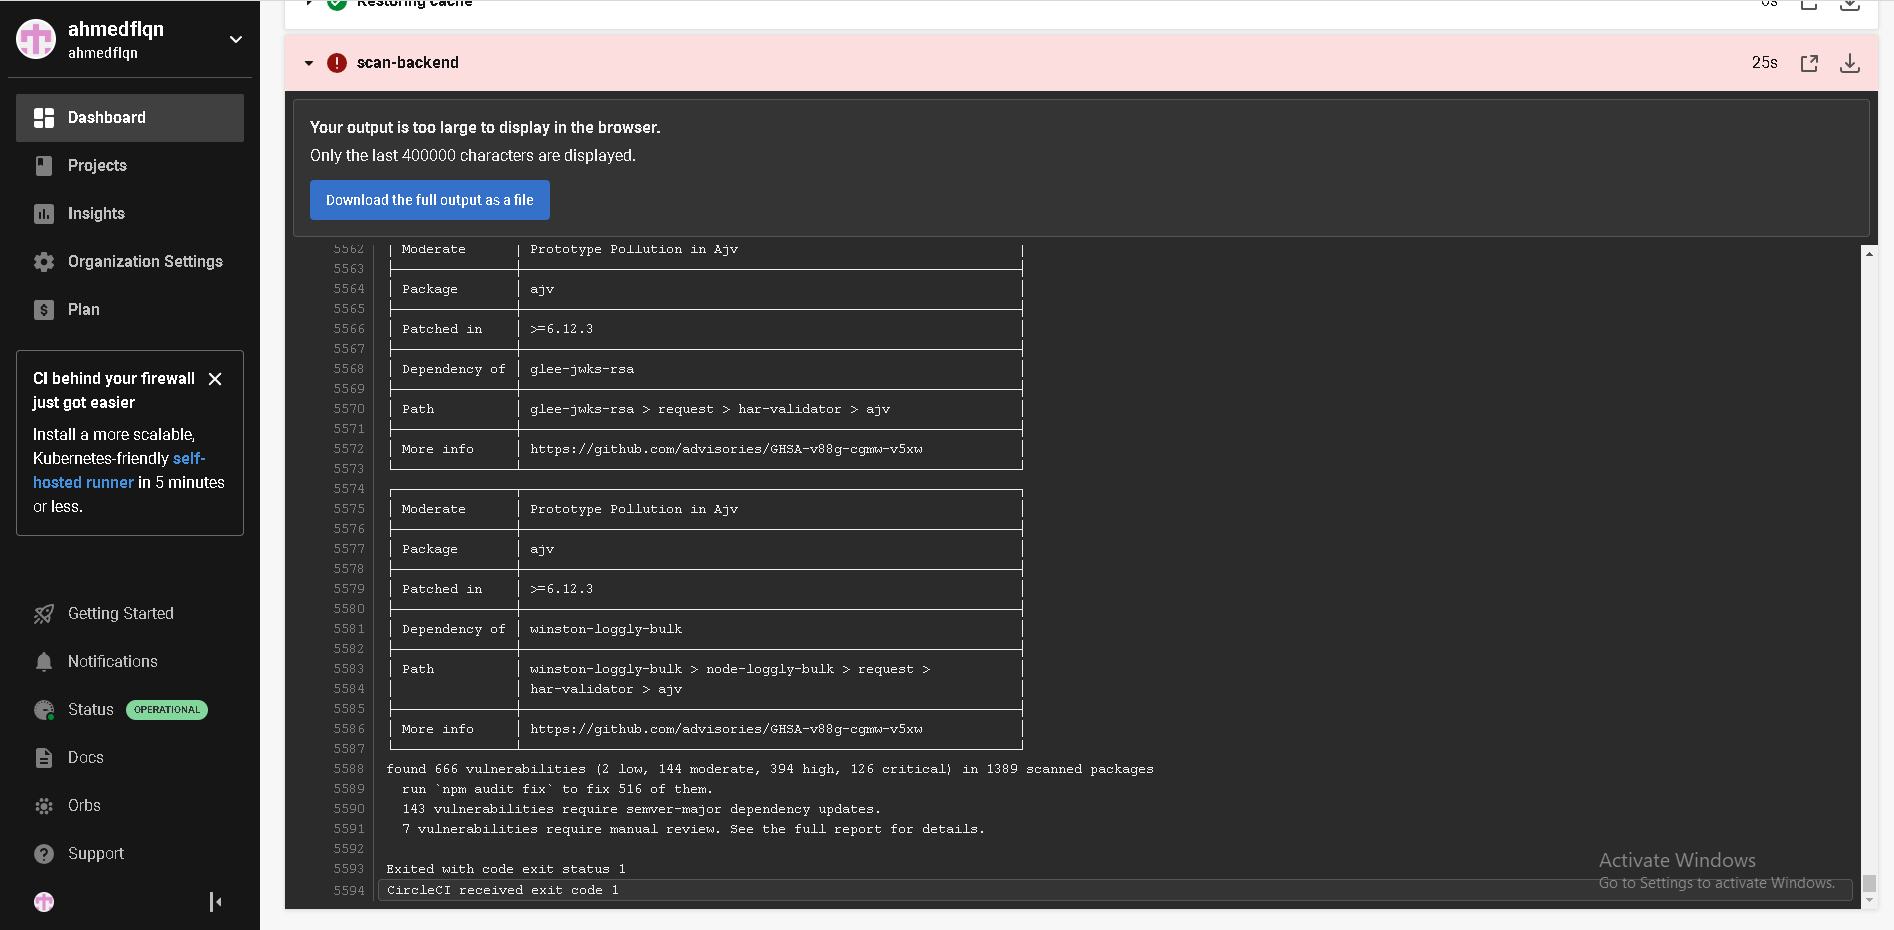 ahmedflqn
ahmedflqn
Dashboard
Projects
Insights
Organization Settings
Plan
CI behind your firewall
just got easier
Install a more scalable,
Kubernetes-friendly self-
hosted runner in 5 minutes
or less.
Getting Started
Notifications
Status OPERATIONAL
Docs
Orbs
Support
Restoring cache 0s
scan-backend 25s
Your output is too large to display in the browser.
Only the last 400000 characters are displayed.
Download the full output as a file
5562 Moderate Prototype Pollution in Ajv
5563
5564 Package ajv
5565
5566 Patched in >=6.12.3
5567
5568 Dependency of glee-jwks-rsa
5569
5570 Path glee-jwks-rsa > request > har-validator > ajv
5571
5572 More info https://github.com/advisories/GHSA-v88g-cgmw-v5xw
5573
5574
5575 Moderate Prototype Pollution in Ajv
5576
5577 Package ajv
5578
5579 Patched in >=6.12.3
5580
5581 Dependency of winston-loggly-bulk
5582
5583 Path winston-loggly-bulk > node-loggly-bulk > request >
5584 har-validator > ajv
5585
5586 More info https://github.com/advisories/GHSA-v88g-cgmw-v5xw
5587
5588 found 666 vulnerabilities (2 low, 144 moderate, 394 high, 126 critical) in 1389 scanned packages
5589 run `npm audit fix` to fix 516 of them.
5590 143 vulnerabilities require semver-major dependency updates.
5591 7 vulnerabilities require manual review. See the full report for details.
5592
5593 Exited with code exit status 1
5594 CircleCI received exit code 1
Activate Windows
Go to Settings to activate Windows.